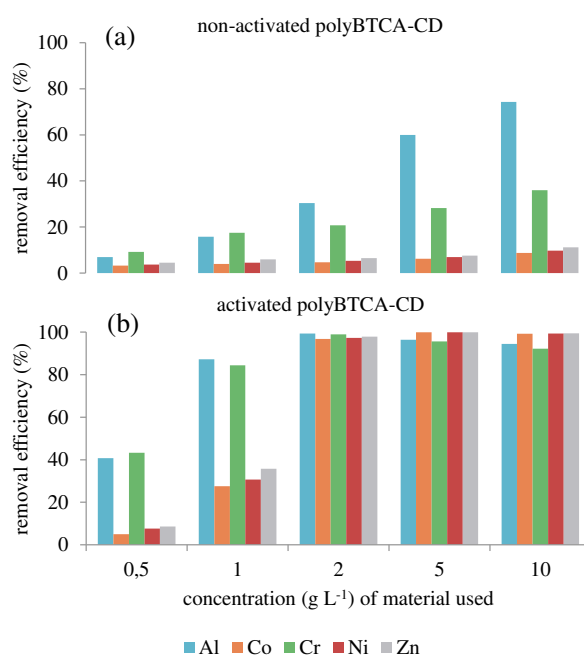 (a)
non-activated polyBTCA-CD
removal efficiency (%)
100
80
60
40
20
0
activated polyBTCA-CD
(b)
removal efficiency (%)
100
80
60
40
20
0
0,5 1 2 5 10
concentration (g L-1) of material used
Al Co Cr Ni Zn